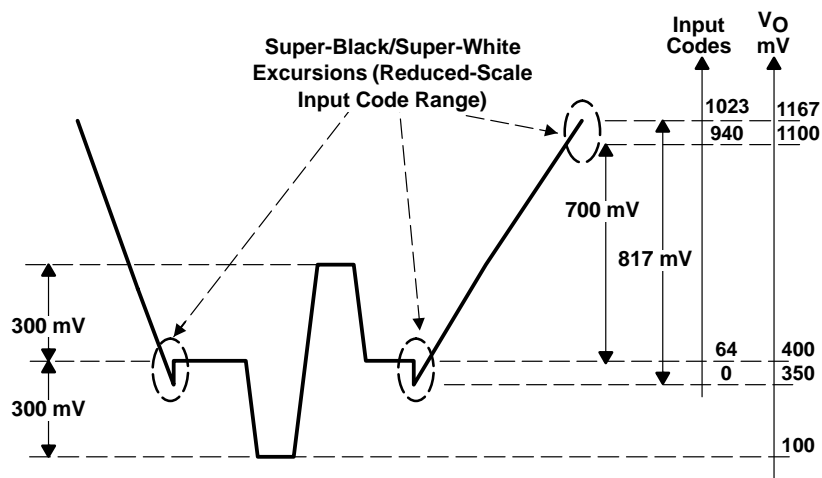 Super-Black/Super-White
Excursions (Reduced-Scale
Input Code Range)
Input
Codes
VO
mV
1023
1167
940
1100
700 mV
817 mV
300 mV
64
400
0
350
300 mV
100